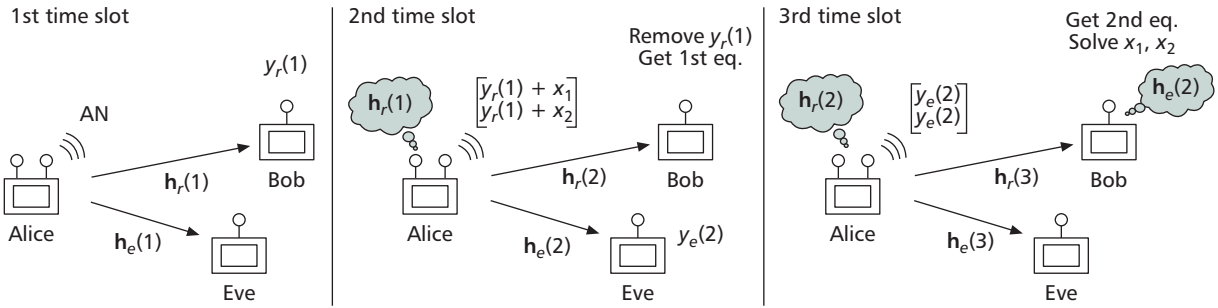 1st time slot
y_r(1)
AN
h_r(1)
Bob
Alice
h_e(1)
Eve
2nd time slot
Remove y_r(1)
Get 1st eq.
h_r(1)
[y_r(1) + x_1
y_r(1) + x_2]
h_r(2)
Bob
Alice
h_e(2)
y_e(2)
Eve
3rd time slot
Get 2nd eq.
Solve x_1, x_2
h_r(2)
[y_e(2)
y_e(2)]
h_e(2)
h_r(3)
Bob
Alice
h_e(3)
Eve